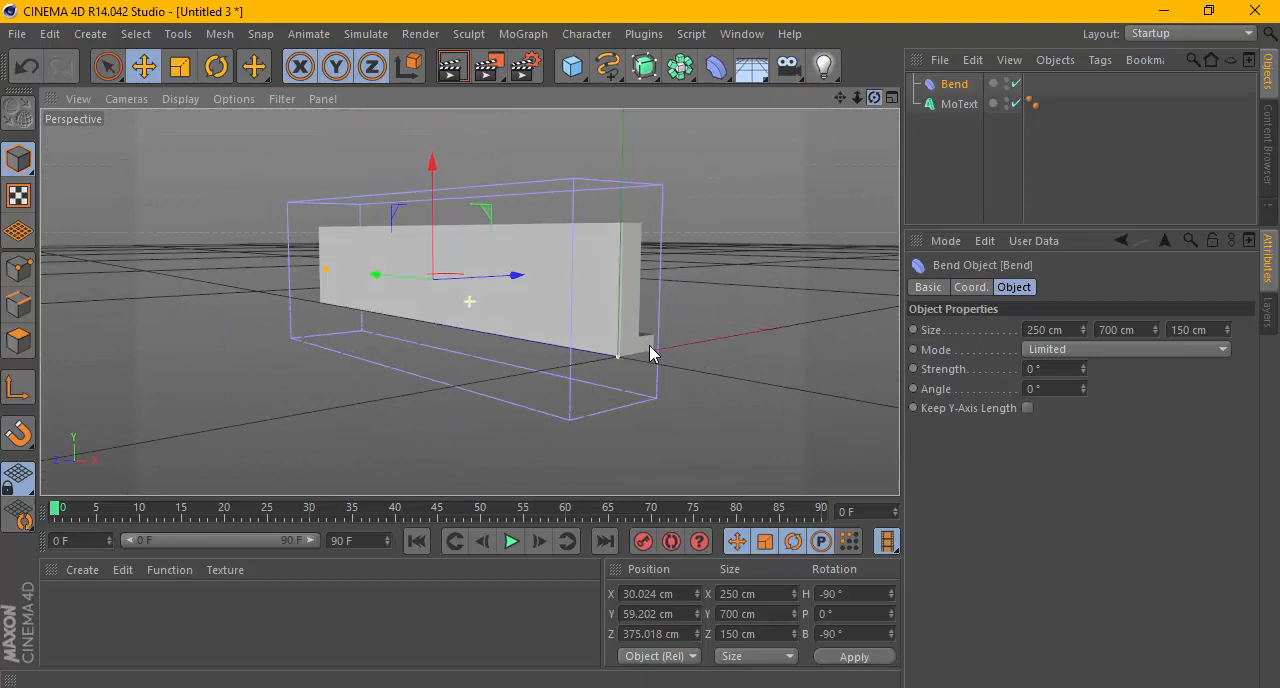 CINEMA 4D R14.042 Studio - [Untitled 3 *]
File Edit Create Select Tools Mesh Snap Animate Simulate Render Sculpt MoGraph Character Plugins Script Window Help Layout: Startup
X Y Z
File Edit View Objects Tags Bookma
Bend
MoText
Objects
Content Browser
View Cameras Display Options Filter Panel
Perspective
Mode Edit User Data
Bend Object [Bend]
Basic Coord. Object
Object Properties
Size 250 cm 700 cm 150 cm
Mode Limited
Strength 0 °
Angle 0 °
Keep Y-Axis Length
Attributes
Layers
Y
Z X
0 5 10 15 20 25 30 35 40 45 50 55 60 65 70 75 80 85 90 0 F
0 F 0 F 90 F 90 F
P
Create Edit Function Texture
Position Size Rotation
X 30.024 cm X 250 cm H -90 °
Y 59.202 cm Y 700 cm P 0 °
Z 375.018 cm Z 150 cm B -90 °
Object (Rel) Size Apply
MAXON
CINEMA 4D